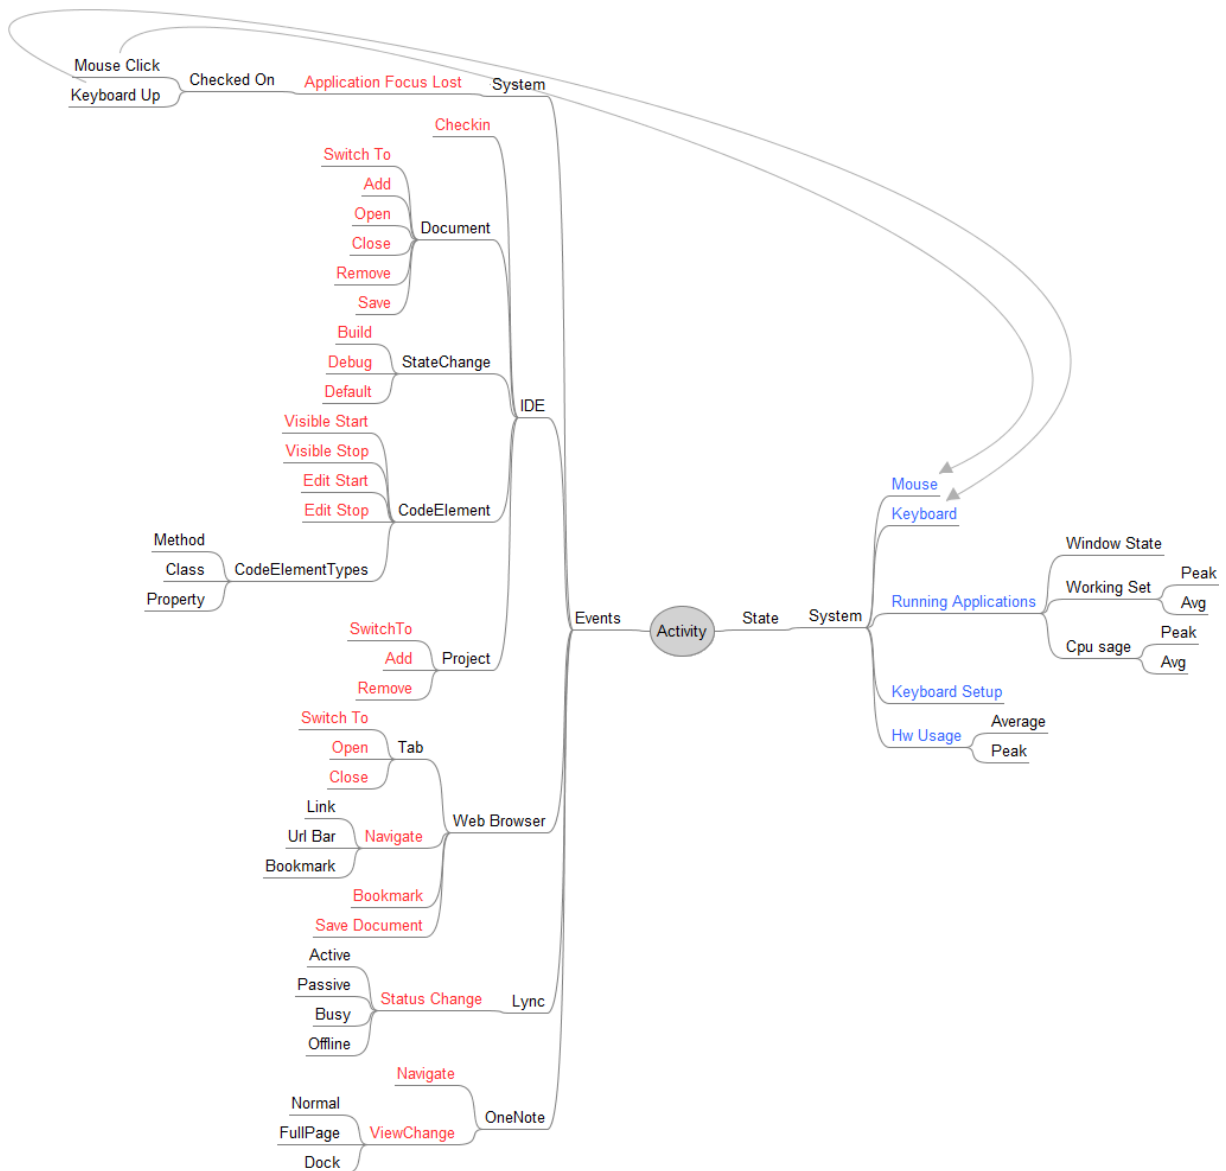 Mouse Click
Keyboard Up
Checked On
Application Focus Lost
System
Checkin
Switch To
Add
Open
Close
Remove
Save
Document
Build
Debug
Default
StateChange
IDE
Visible Start
Visible Stop
Edit Start
Edit Stop
CodeElement
Method
Class
Property
CodeElementTypes
SwitchTo
Add
Remove
Project
Events
Switch To
Open
Close
Tab
Link
Url Bar
Bookmark
Navigate
Web Browser
Bookmark
Save Document
Active
Passive
Busy
Offline
Status Change
Lync
Navigate
OneNote
Normal
FullPage
Dock
ViewChange
Activity
State
System
Mouse
Keyboard
Running Applications
Window State
Working Set
Peak
Avg
Cpu sage
Peak
Avg
Keyboard Setup
Hw Usage
Average
Peak